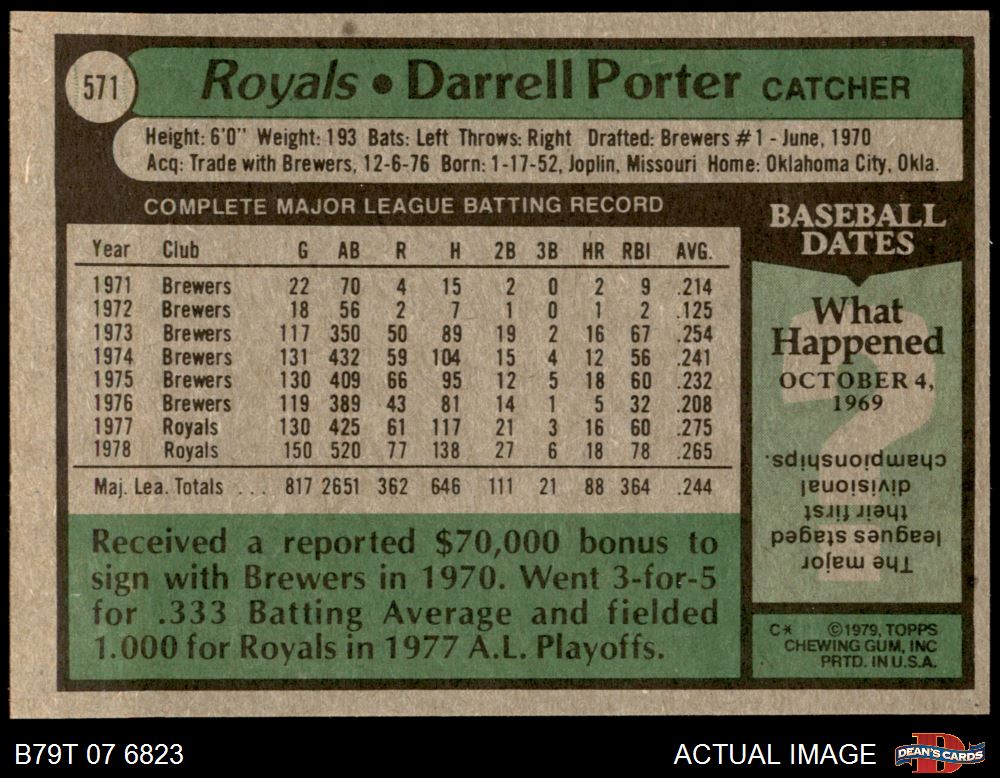 571
Royals • Darrell Porter CATCHER
Height: 6'0" Weight: 193 Bats: Left Throws: Right Drafted: Brewers #1 - June, 1970
Acq: Trade with Brewers, 12-6-76 Born: 1-17-52, Joplin, Missouri Home: Oklahoma City, Okla.
COMPLETE MAJOR LEAGUE BATTING RECORD
Year Club G AB R H 2B 3B HR RBI AVG.
1971 Brewers 22 70 4 15 2 0 2 9 .214
1972 Brewers 18 56 2 7 1 0 1 2 .125
1973 Brewers 117 350 50 89 19 2 16 67 .254
1974 Brewers 131 432 59 104 15 4 12 56 .241
1975 Brewers 130 409 66 95 12 5 18 60 .232
1976 Brewers 119 389 43 81 14 1 5 32 .208
1977 Royals 130 425 61 117 21 3 16 60 .275
1978 Royals 150 520 77 138 27 6 18 78 .265
Maj. Lea. Totals ... 817 2651 362 646 111 21 88 364 .244
Received a reported $70,000 bonus to
sign with Brewers in 1970. Went 3-for-5
for .333 Batting Average and fielded
1.000 for Royals in 1977 A.L. Playoffs.
BASEBALL
DATES
What
Happened
OCTOBER 4,
1969
?
The major
leagues staged
their first
divisional
championships.
C* ©1979, TOPPS
CHEWING GUM, INC
PRTD. IN U.S.A.
B79T 07 6823
ACTUAL IMAGE
D
DEAN'S CARDS